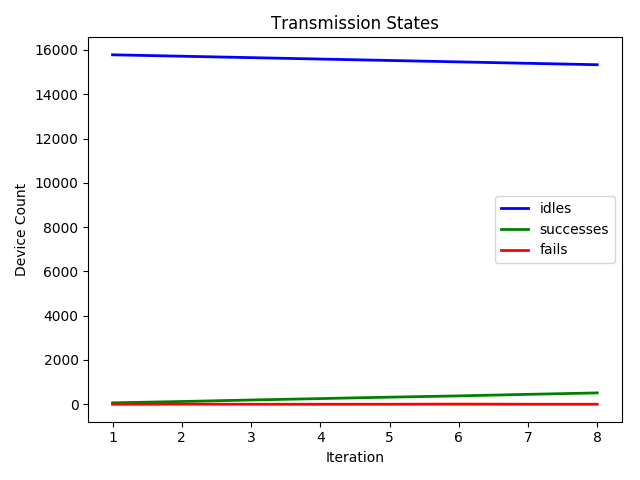 Transmission States
16000
14000
12000
10000
8000
6000
4000
2000
0
Device Count
idles
successes
fails
1 2 3 4 5 6 7 8
Iteration